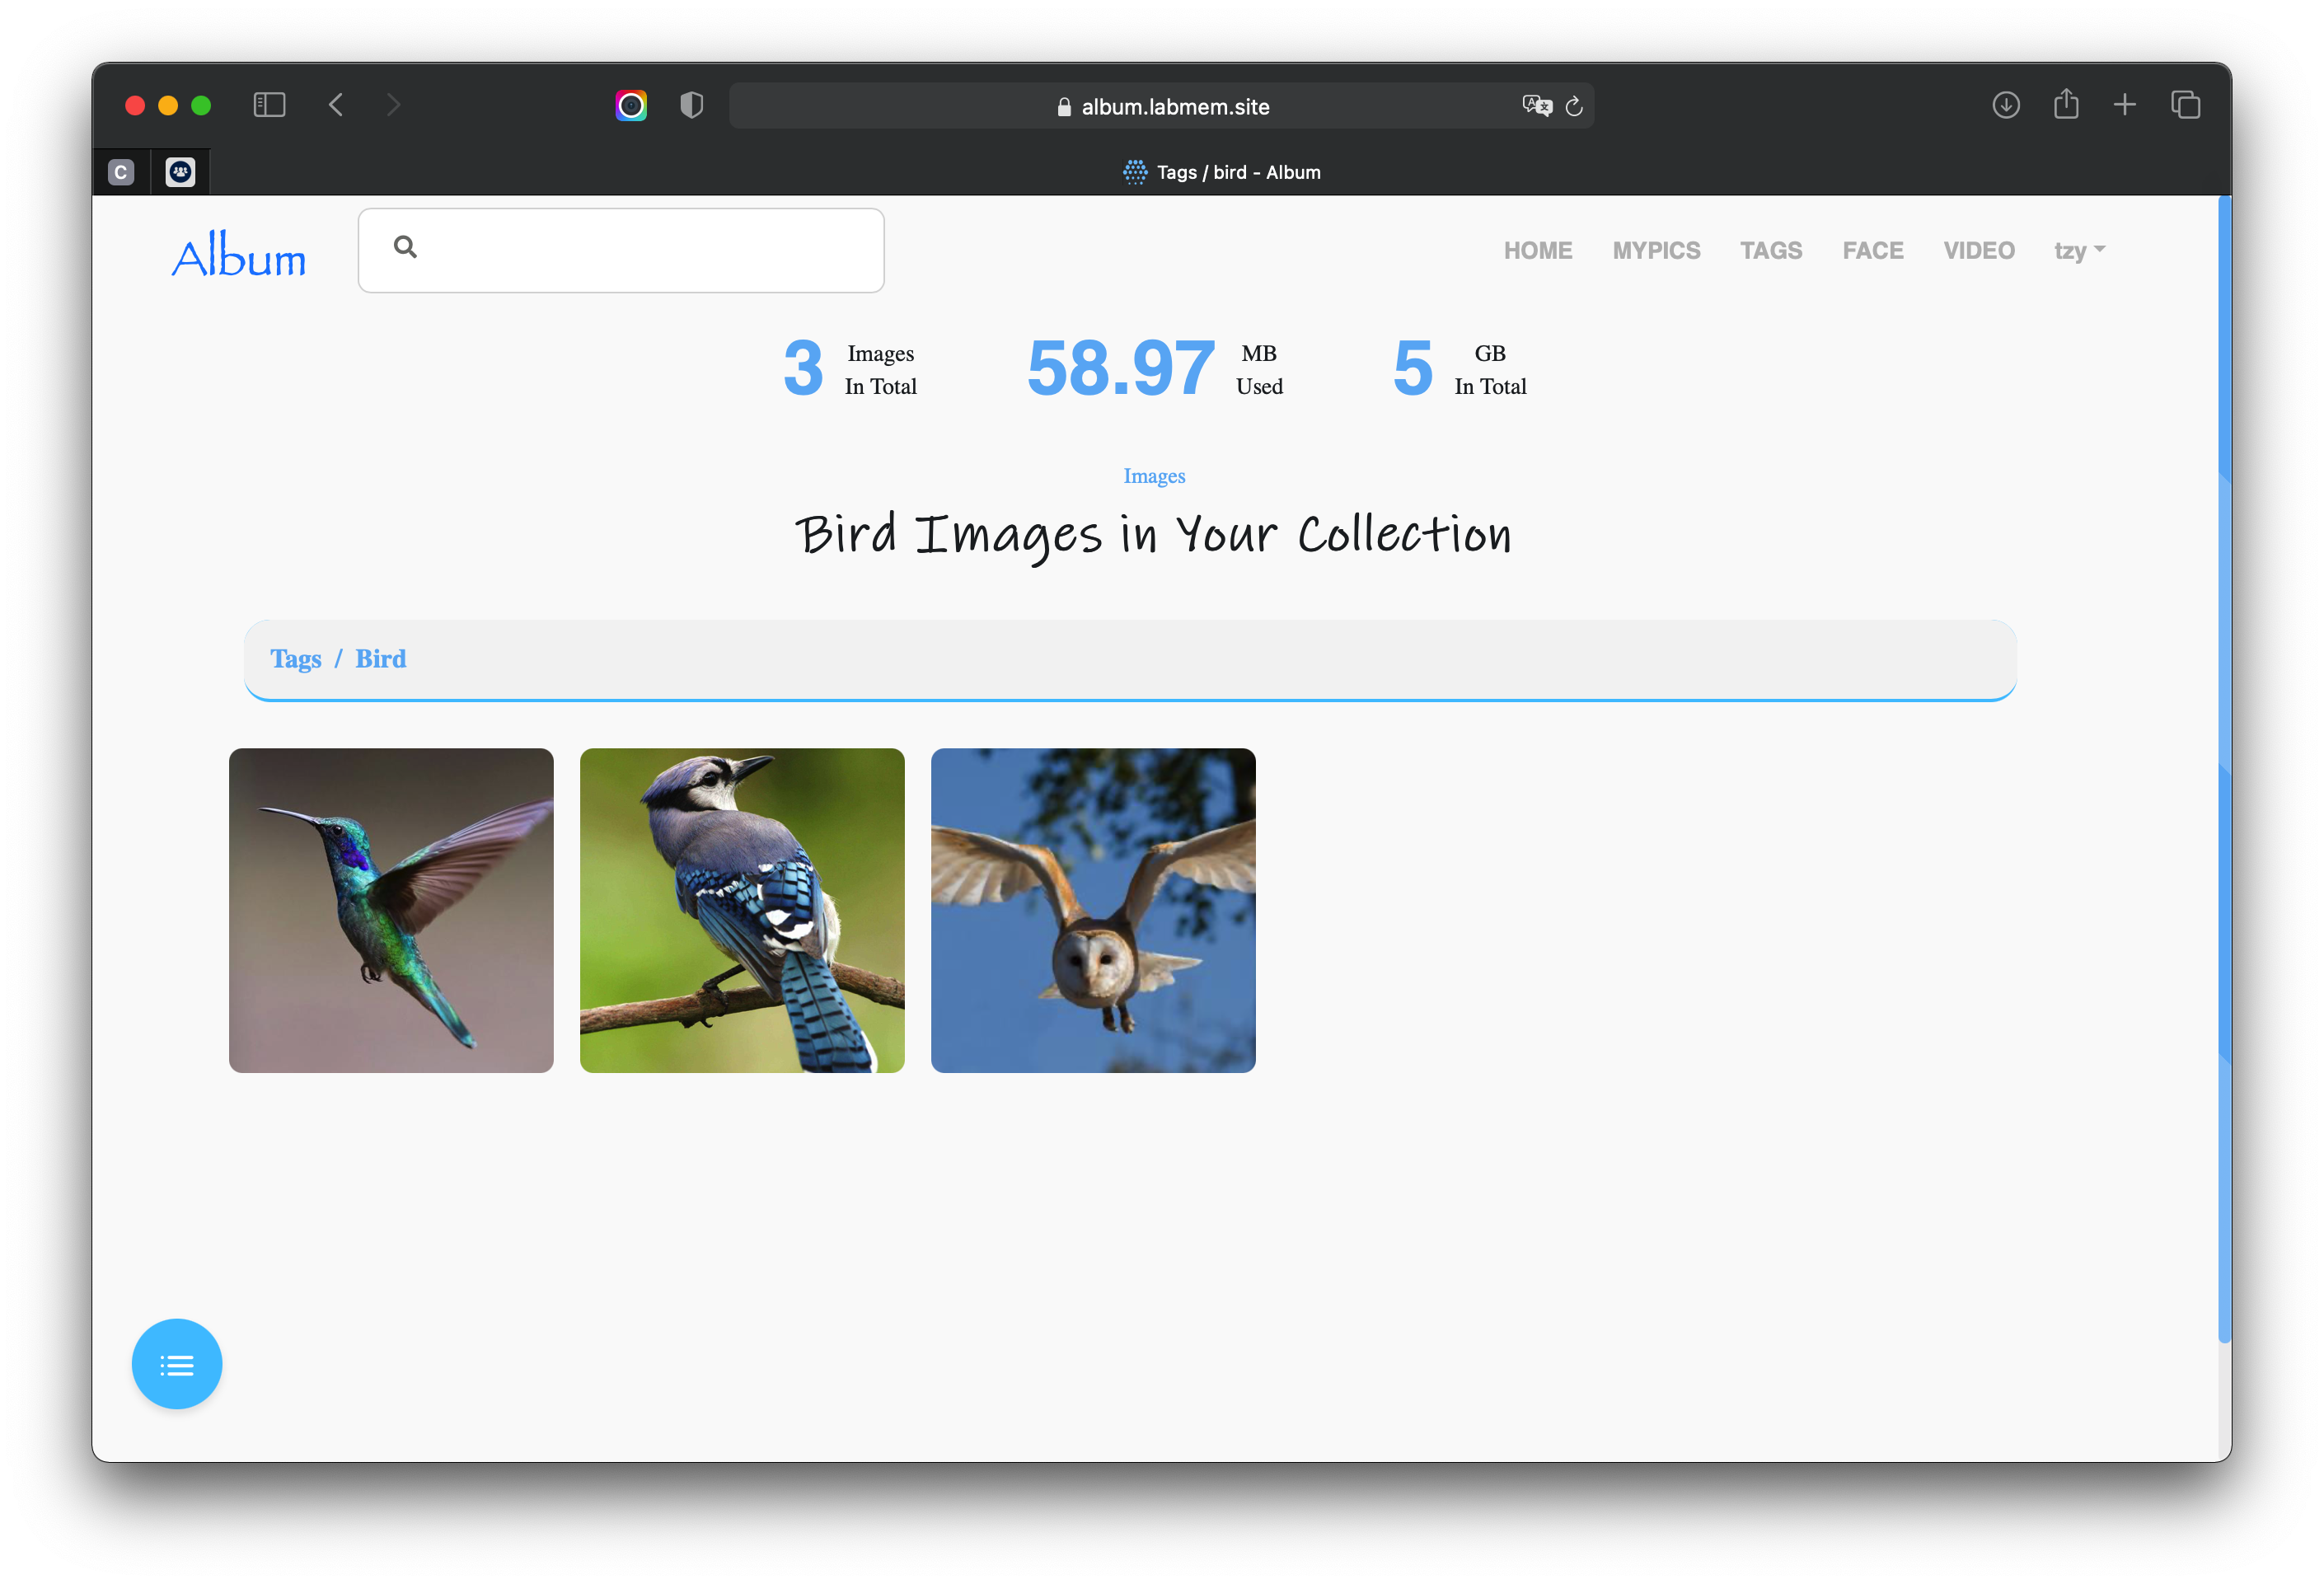 album.labmem.site
C
Tags / bird - Album
Album
HOME MYPICS TAGS FACE VIDEO tzy
3 Images In Total
58.97 MB Used
5 GB In Total
Images
Bird Images in Your Collection
Tags / Bird